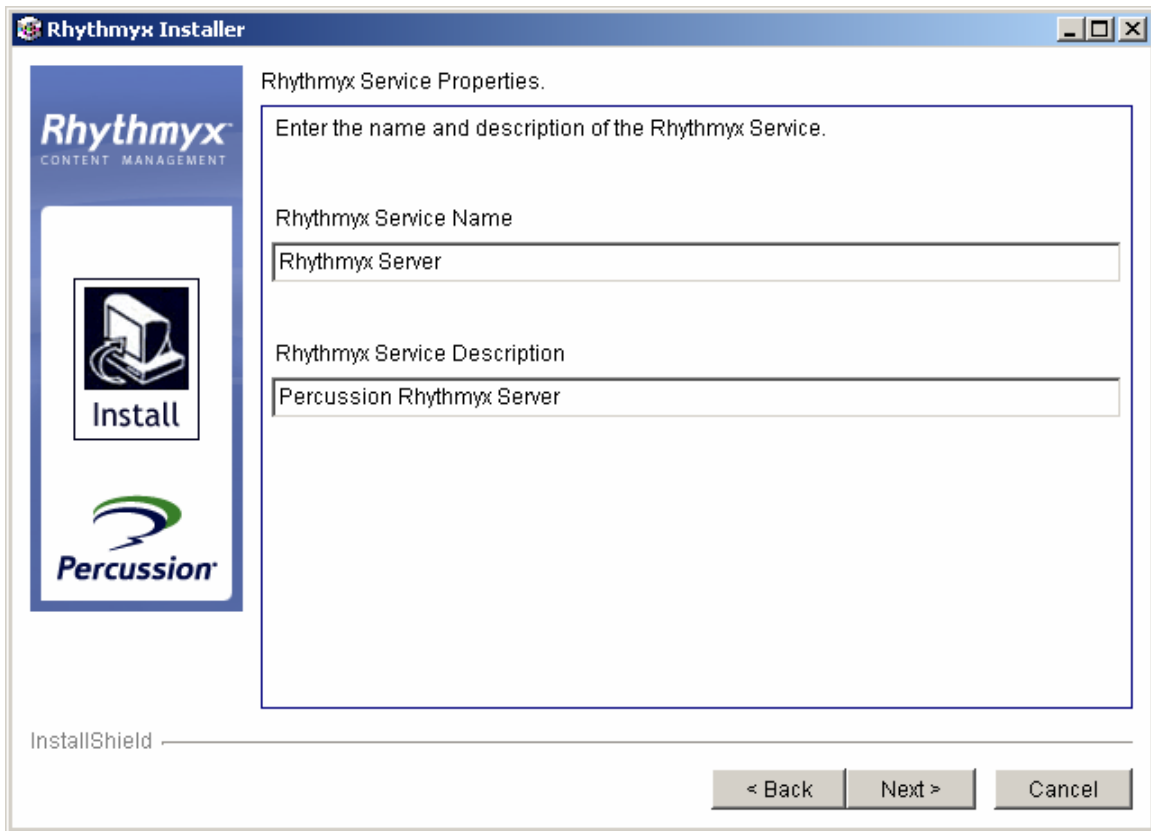 Rhythmyx Installer
Rhythmyx
CONTENT MANAGEMENT
Install
Percussion
Rhythmyx Service Properties.
Enter the name and description of the Rhythmyx Service.
Rhythmyx Service Name
Rhythmyx Server
Rhythmyx Service Description
Percussion Rhythmyx Server
InstallShield
< Back
Next >
Cancel